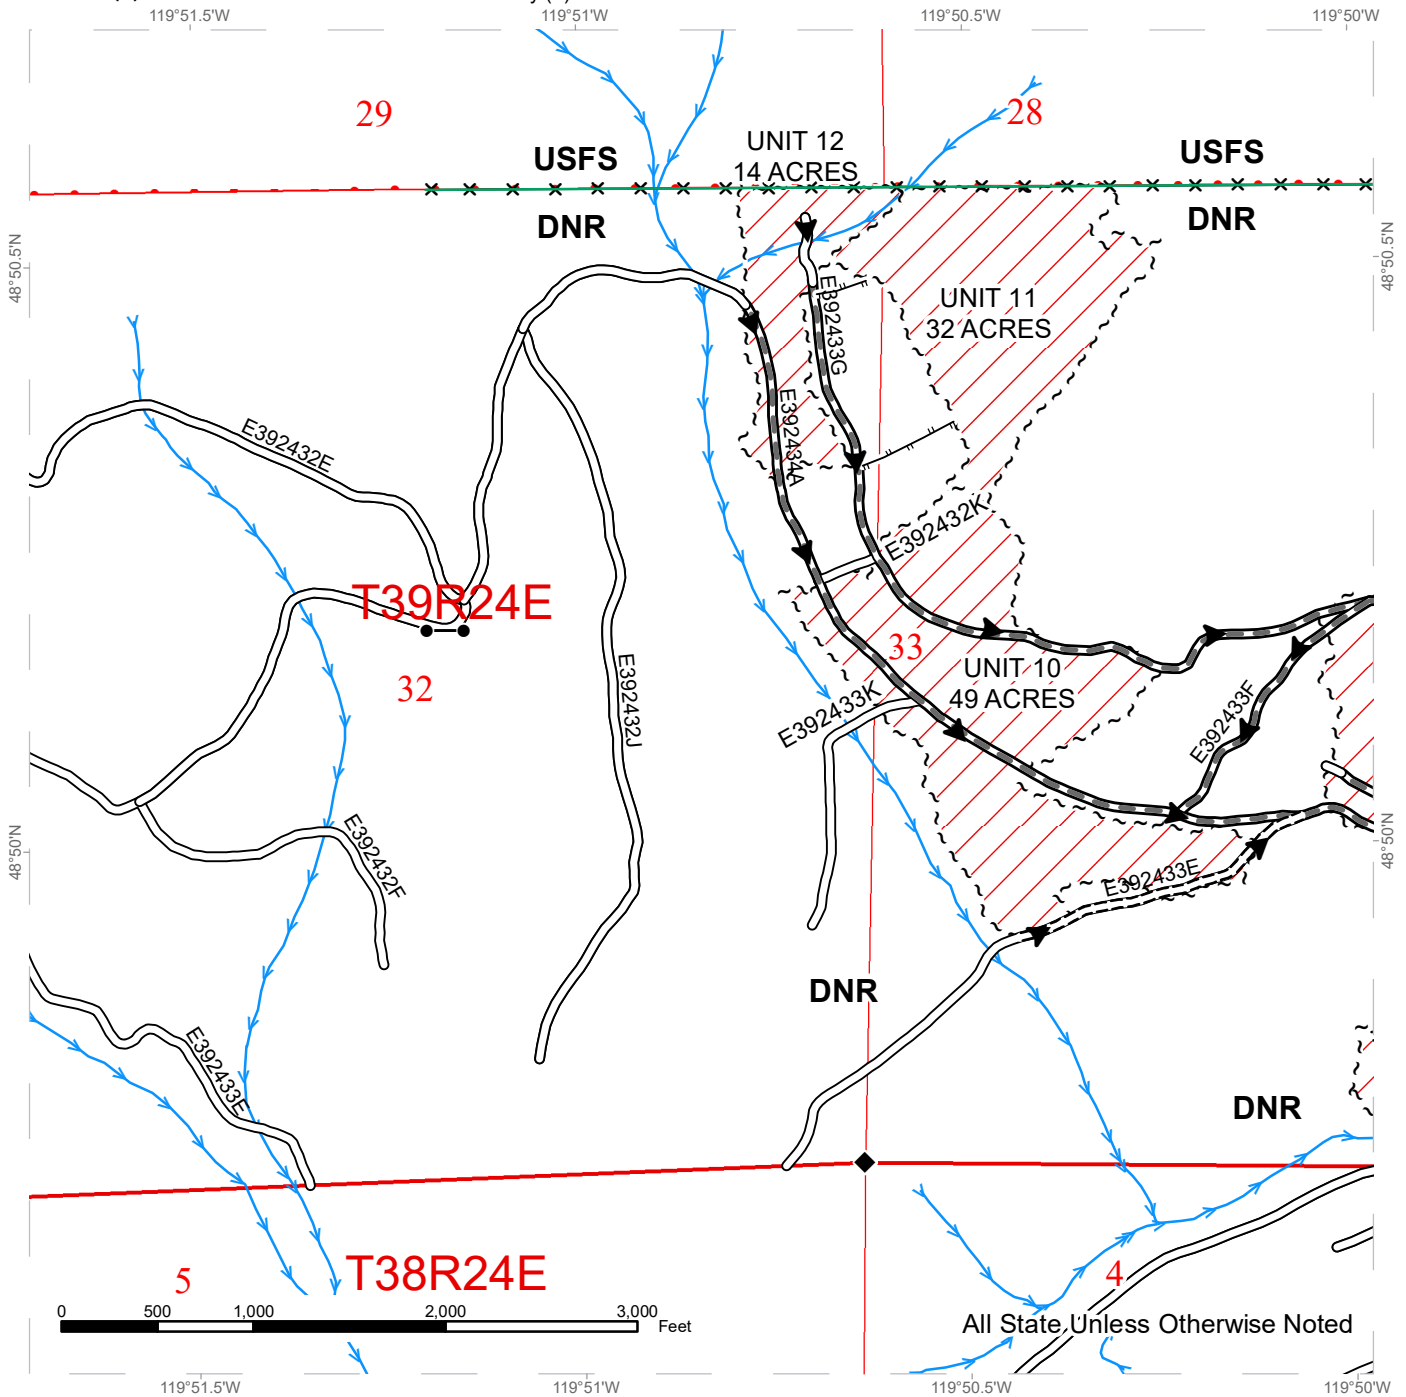 119°51.5'W
119°51'W
119°50.5'W
119°50'W
29
28
UNIT 12
14 ACRES
USFS
USFS
DNR
DNR
48°50.5'N
48°50.5'N
UNIT 11
32 ACRES
E392433G
E392434A
E392432E
E392432K
T39R24E
33
32
UNIT 10
49 ACRES
E392432J
E392433K
E392433F
48°50'N
48°50'N
E392432F
E392433E
DNR
E392433E
DNR
T38R24E
5
4
0
500
1,000
2,000
3,000
Feet
All State Unless Otherwise Noted
119°51.5'W
119°51'W
119°50.5'W
119°50'W